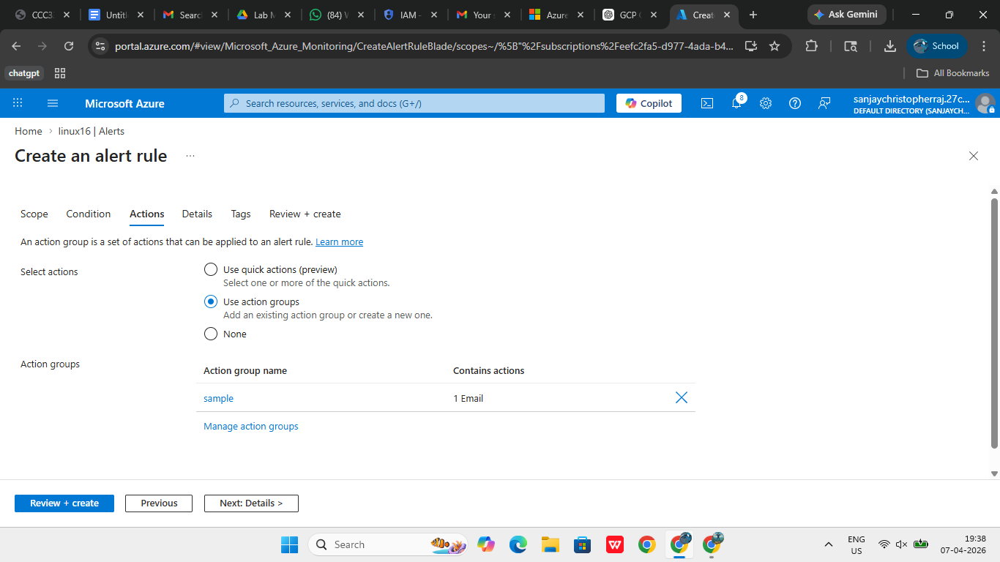 CCC3.
Untitl
Search
Lab M
(84) V
IAM -
Your s
Azure
GCP C
Create
Ask Gemini
portal.azure.com/#view/Microsoft_Azure_Monitoring/CreateAlertRuleBlade/scopes~/%5B"%2Fsubscriptions%2Feefc2fa5-d977-4ada-b4...
School
chatgpt
All Bookmarks
Microsoft Azure
Search resources, services, and docs (G+/)
Copilot
8
sanjaychristopherraj.27c...
DEFAULT DIRECTORY (SANJAYCH...
Home > linux16 | Alerts
Create an alert rule ...
Scope Condition Actions Details Tags Review + create
An action group is a set of actions that can be applied to an alert rule. Learn more
Select actions
Use quick actions (preview)
Select one or more of the quick actions.
Use action groups
Add an existing action group or create a new one.
None
Action groups
Action group name Contains actions
sample 1 Email
Manage action groups
Review + create Previous Next: Details >
Search
ENG
US
19:38
07-04-2026